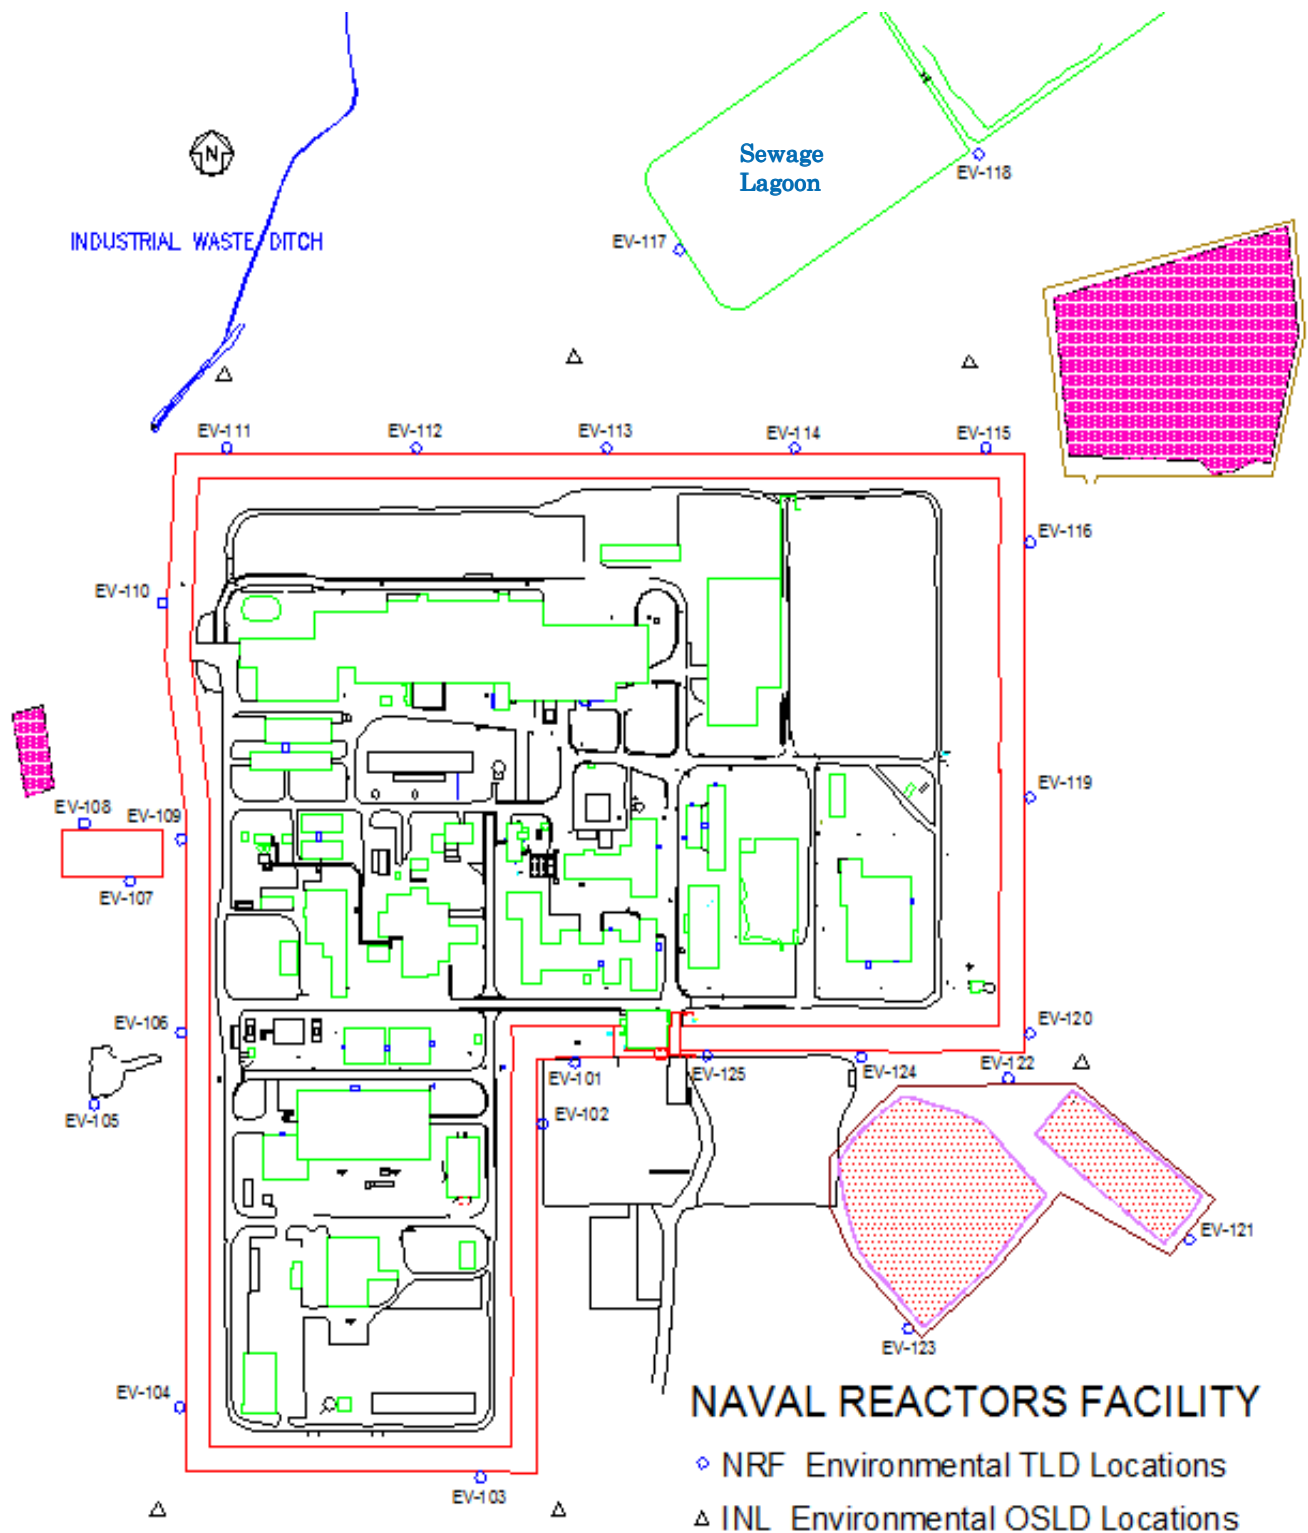 Sewage
Lagoon
EV-118
N
INDUSTRIAL WASTE DITCH
EV-117
EV-111
EV-112
EV-113
EV-114
EV-115
EV-116
EV-110
EV-119
EV-108
EV-109
EV-107
EV-106
EV-120
EV-101
EV-125
EV-124
EV-122
EV-105
EV-102
EV-121
EV-123
EV-104
NAVAL REACTORS FACILITY
NRF Environmental TLD Locations
EV-103
INL Environmental OSLD Locations